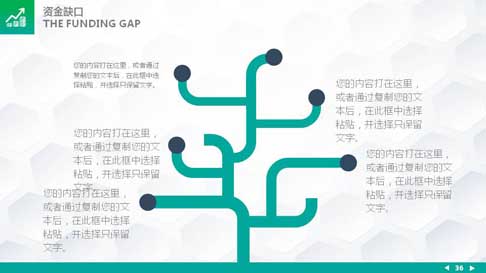 资金缺口
THE FUNDING GAP
您的内容打在这里，或者通过
复制您的文本后，在此框中选
择粘贴，并选择只保留文字。
您的内容打在这里，
或者通过复制您的文
本后，在此框中选择
粘贴，并选择只保留
文字。
您的内容打在这里，
或者通过复制您的文
本后，在此框中选择
粘贴，并选择只保留
文字
您的内容打在这里，
或者通过复制您的文
本后，在此框中选择
粘贴，并选择只保留
文字。
您的内容打在这里，
或者通过复制您的文
本后，在此框中选择
粘贴，并选择只保留
文字。
36